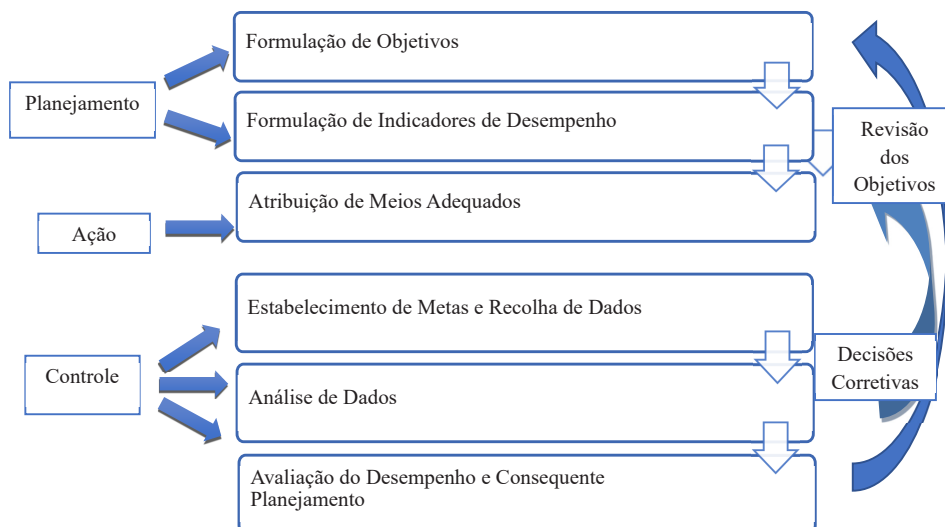 Formulação de Objetivos
Planejamento
Formulação de Indicadores de Desempenho
Revisão
dos
Objetivos
Atribuição de Meios Adequados
Ação
Estabelecimento de Metas e Recolha de Dados
Controle
Decisões
Corretivas
Análise de Dados
Avaliação do Desempenho e Consequente
Planejamento